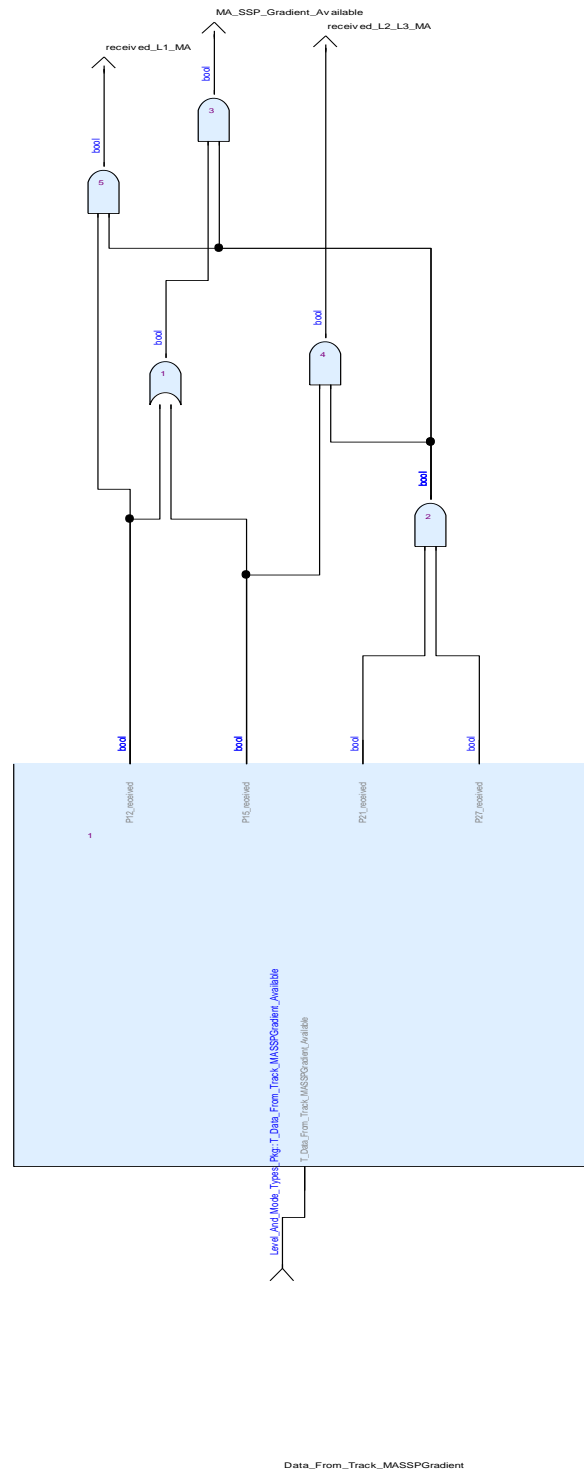 MA_SSP_Gradient_Available
received_L1_MA
received_L2_L3_MA
bool
3
bool
5
bool
bool
1
4
bool
2
bool
bool
bool
bool
P12_received
P15_received
P21_received
P27_received
1
Level_And_Mode_Types_Pkg::T_Data_From_Track_MASSPGradient_Available
T_Data_From_Track_MASSPGradient_Available
Data_From_Track_MASSPGradient